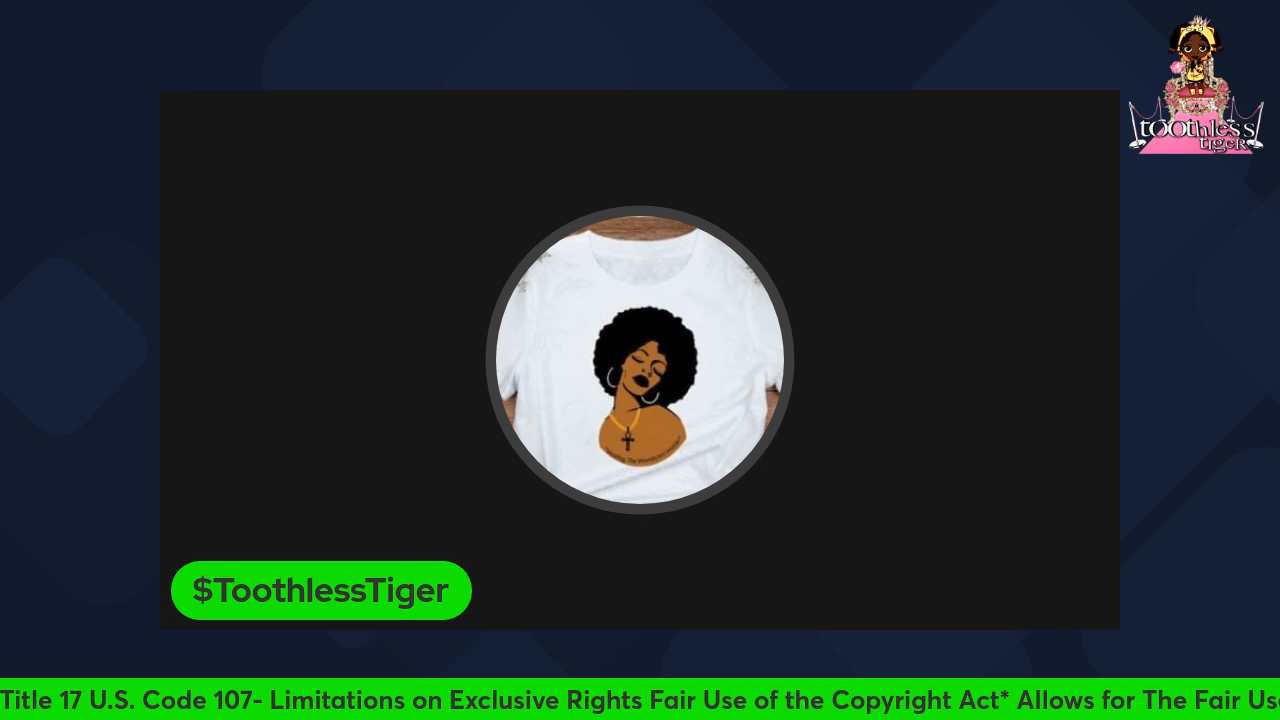 toothless
tiger
$ToothlessTiger
Title 17 U.S. Code 107- Limitations on Exclusive Rights Fair Use of the Copyright Act* Allows for The Fair Us